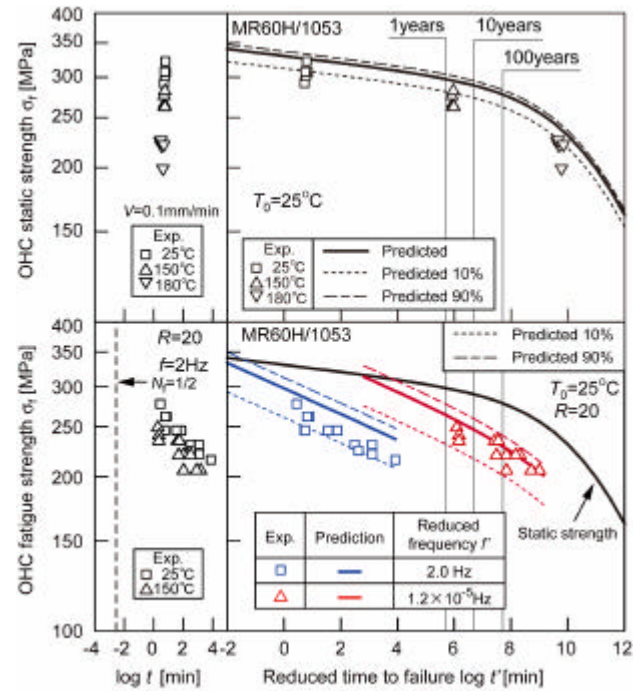 OHC static strength σf [MPa]
400
350
300
250
200
150
V=0.1mm/min
Exp.
25°C
150°C
180°C
MR60H/1053
1years
10years
100years
T0=25°C
Exp.
25°C
150°C
180°C
Predicted
Predicted 10%
Predicted 90%
OHC fatigue strength σf [MPa]
400
350
300
250
200
150
100
R=20
f=2Hz
Nf=1/2
Exp.
25°C
150°C
MR60H/1053
Predicted 10%
Predicted 90%
T0=25°C
R=20
Static strength
Exp. Prediction Reduced frequency f'
2.0 Hz
1.2×10-5Hz
-4 -2 0 2 4 -2 0 2 4 6 8 10 12
log t [min]
Reduced time to failure log t' [min]